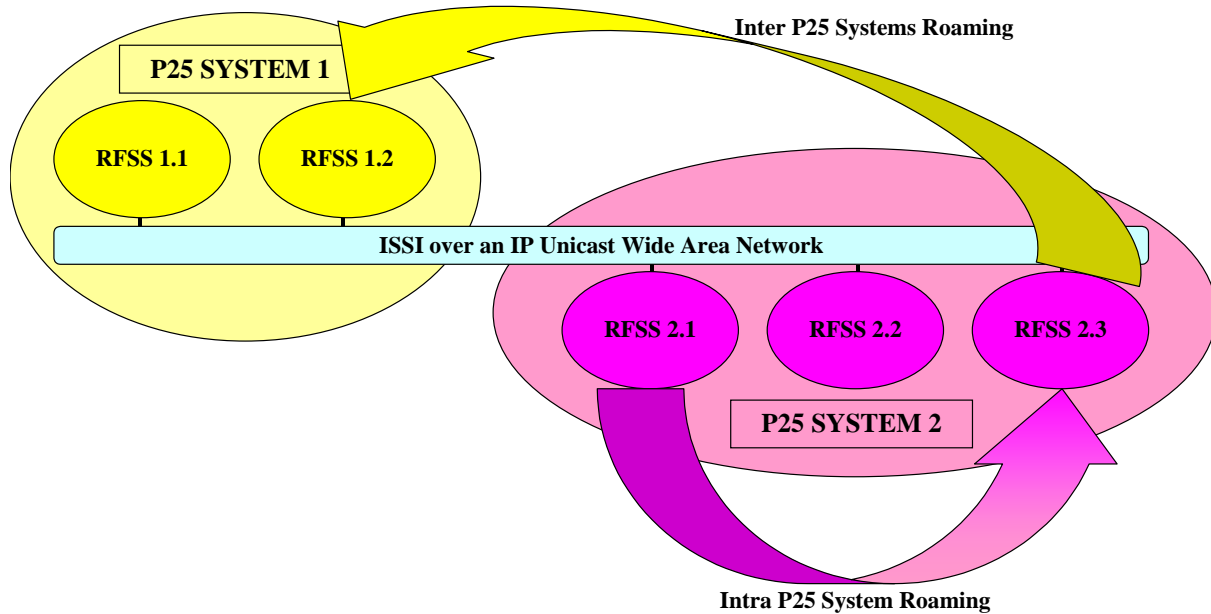 Inter P25 Systems Roaming
P25 SYSTEM 1
RFSS 1.1
RFSS 1.2
ISSI over an IP Unicast Wide Area Network
RFSS 2.1
RFSS 2.2
RFSS 2.3
P25 SYSTEM 2
Intra P25 System Roaming